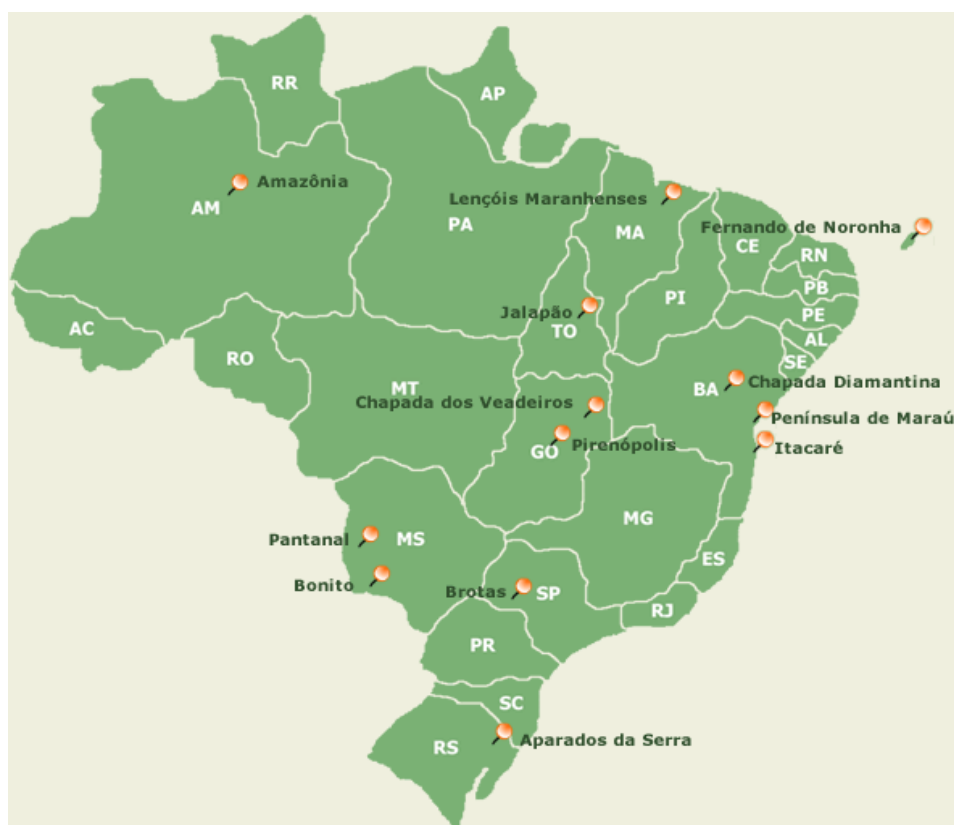 RR
AP
Amazônia
AM
Lençóis Maranhenses
PA
MA
Fernando de Noronha
CE
RN
PB
PI
Jalapão
PE
AC
TO
AL
RO
SE
MT
BA
Chapada Diamantina
Chapada dos Veadeiros
Península de Maraú
Pirenópolis
Itacaré
GO
MG
Pantanal
MS
ES
Bonito
Brotas
SP
RJ
PR
SC
Aparados da Serra
RS